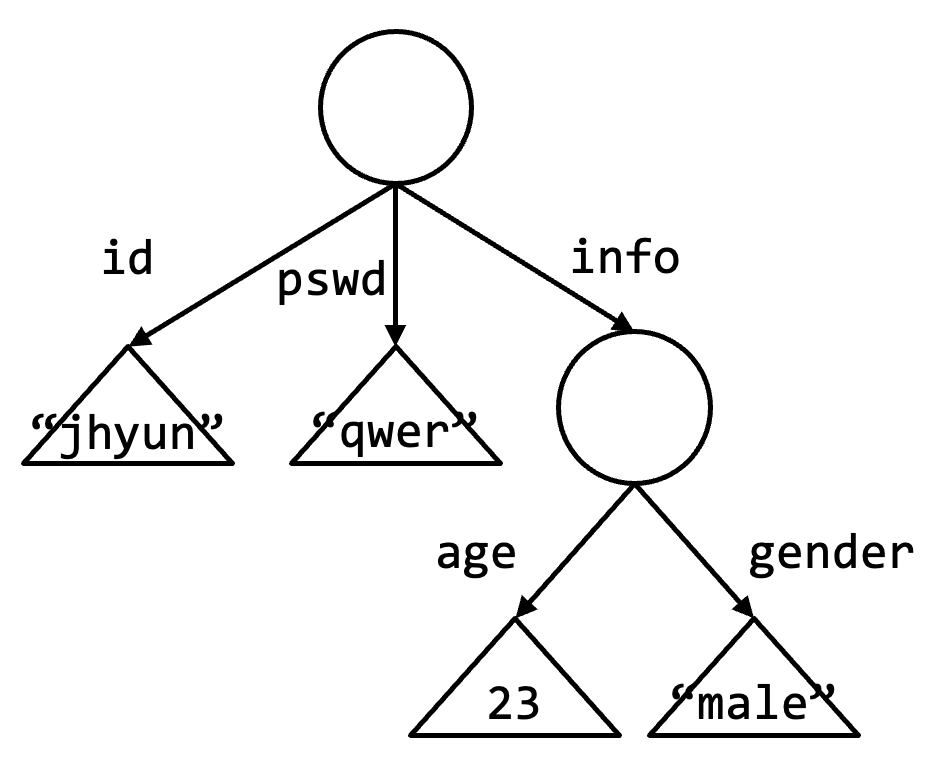 id
pswd
info
“jhyun”
“qwer”
age
gender
23
“male”